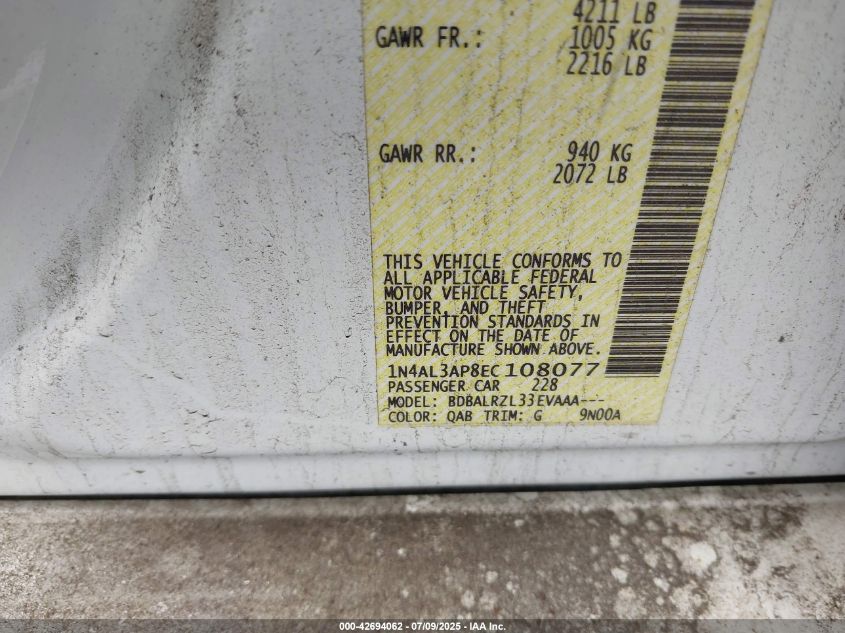 4211 LB
GAWR FR.: 1005 KG
2216 LB
GAWR RR.: 940 KG
2072 LB
THIS VEHICLE CONFORMS TO
ALL APPLICABLE FEDERAL
MOTOR VEHICLE SAFETY,
BUMPER, AND THEFT
PREVENTION STANDARDS IN
EFFECT ON THE DATE OF
MANUFACTURE SHOWN ABOVE.
1N4AL3AP8EC108077
PASSENGER CAR 228
MODEL: BDBALRZL33EVAAA---
COLOR: QAB TRIM: G 9N00A
000-42694062 - 07/09/2025 - IAA Inc.